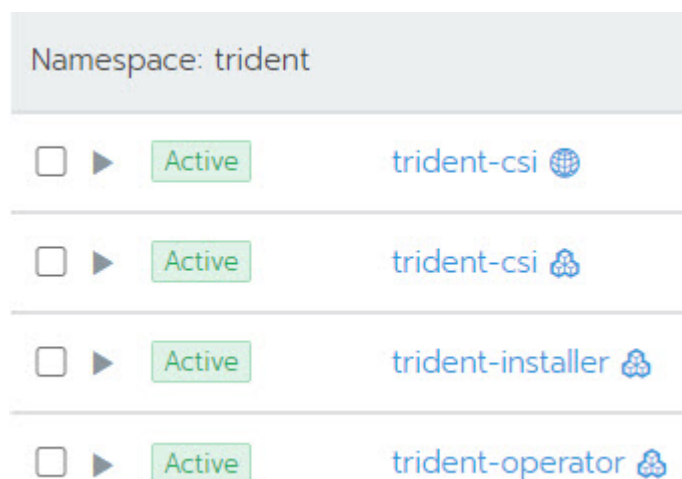 Namespace: trident
Active trident-csi
Active trident-csi
Active trident-installer
Active trident-operator